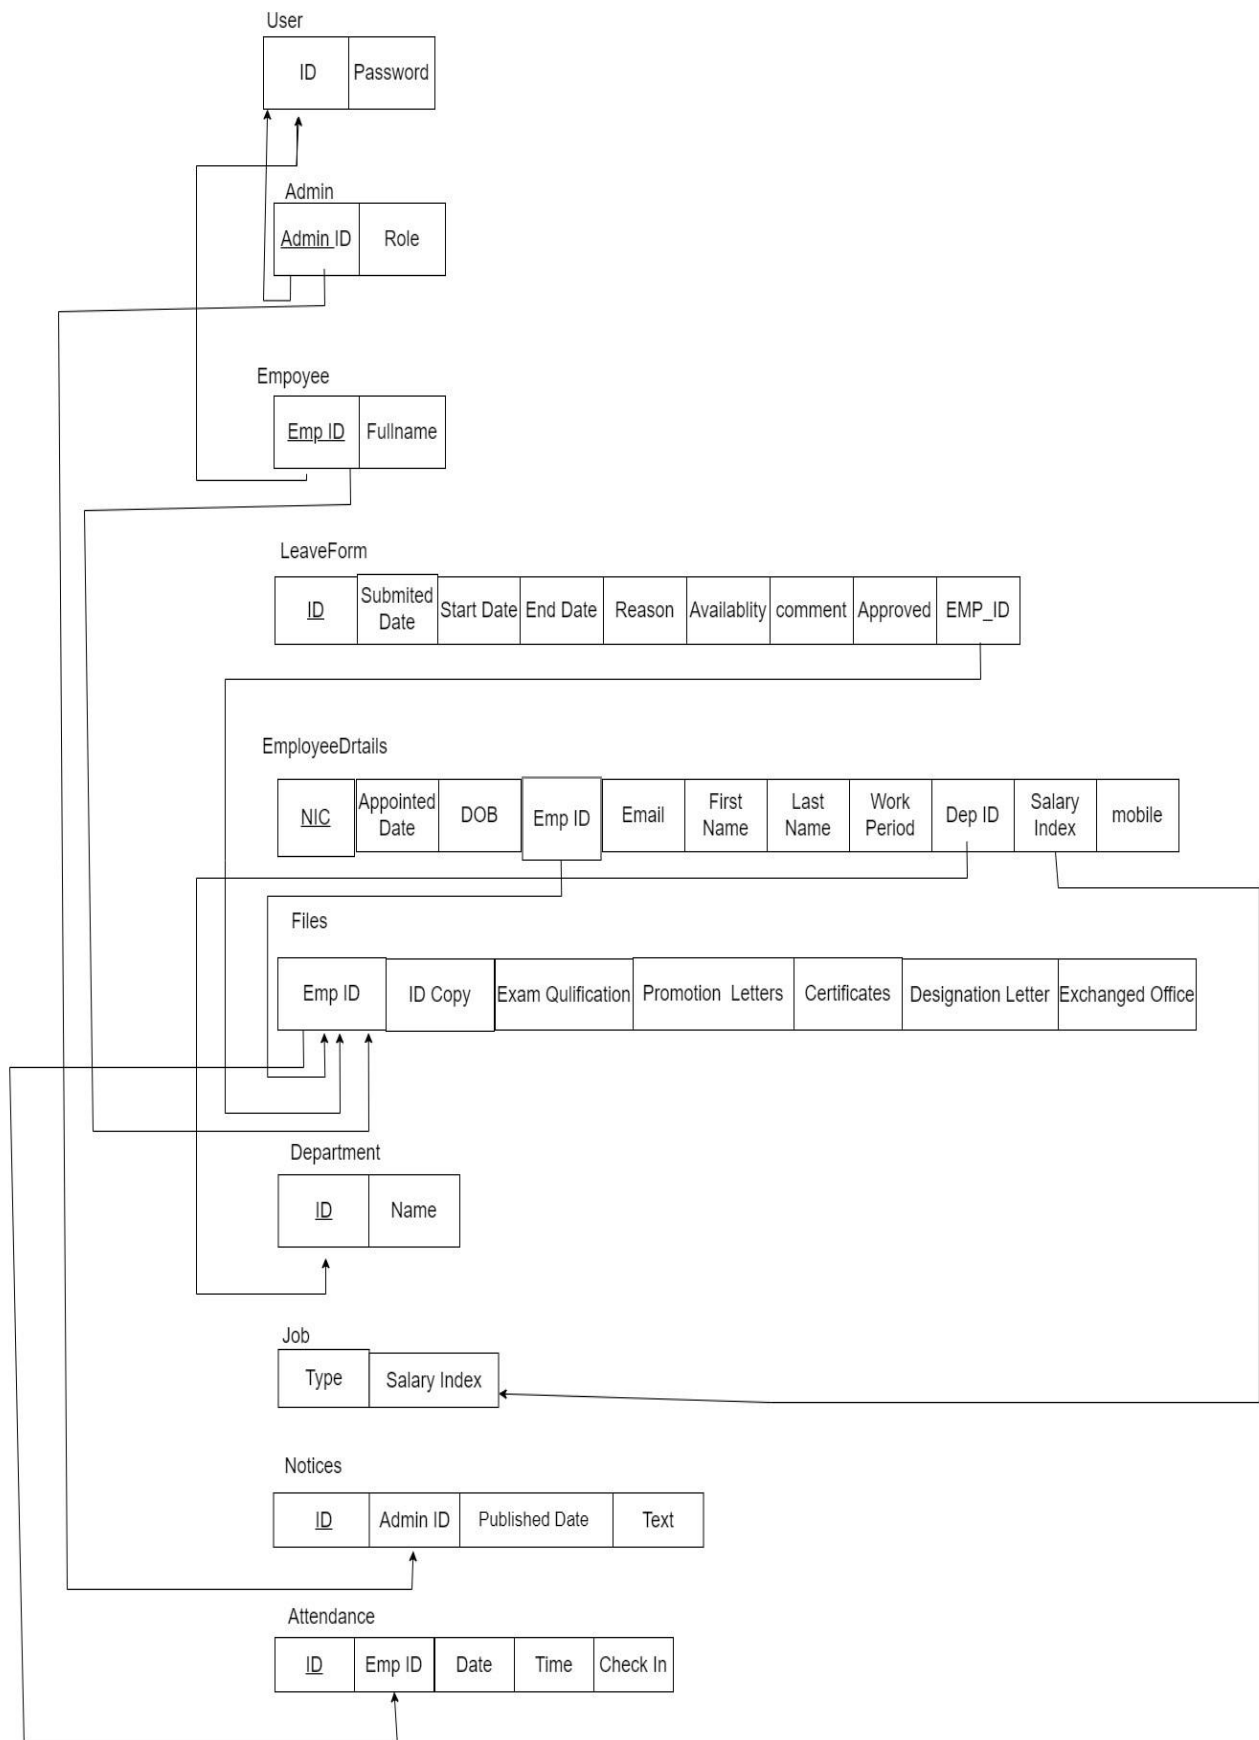 User
ID Password
Admin
Admin ID Role
Empoyee
Emp ID Fullname
LeaveForm
ID Submited Date Start Date End Date Reason Availablity comment Approved EMP_ID
EmployeeDrtails
NIC Appointed Date DOB Emp ID Email First Name Last Name Work Period Dep ID Salary Index mobile
Files
Emp ID ID Copy Exam Qulification Promotion Letters Certificates Designation Letter Exchanged Office
Department
ID Name
Job
Type Salary Index
Notices
ID Admin ID Published Date Text
Attendance
ID Emp ID Date Time Check In